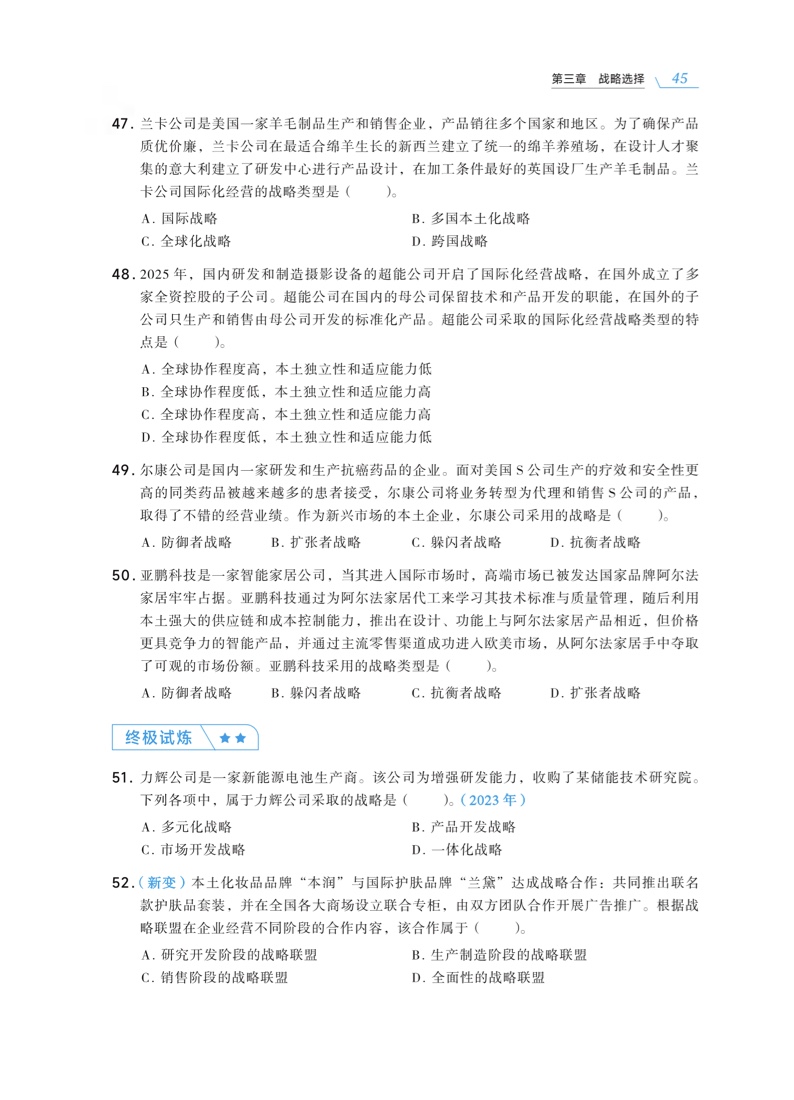 第三章 战略选择 45
47. 兰卡公司是美国一家羊毛制品生产和销售企业，产品销往多个国家和地区。为了确保产品
质优价廉，兰卡公司在最适合绵羊生长的新西兰建立了统一的绵羊养殖场，在设计人才聚
集的意大利建立了研发中心进行产品设计，在加工条件最好的英国设厂生产羊毛制品。兰
卡公司国际化经营的战略类型是（ ）。
A. 国际战略 B. 多国本土化战略
C. 全球化战略 D. 跨国战略
48. 2025 年，国内研发和制造摄影设备的超能公司开启了国际化经营战略，在国外成立了多
家全资控股的子公司。超能公司在国内的母公司保留技术和产品开发的职能，在国外的子
公司只生产和销售由母公司开发的标准化产品。超能公司采取的国际化经营战略类型的特
点是（ ）。
A. 全球协作程度高，本土独立性和适应能力低
B. 全球协作程度低，本土独立性和适应能力高
C. 全球协作程度高，本土独立性和适应能力高
D. 全球协作程度低，本土独立性和适应能力低
49. 尔康公司是国内一家研发和生产抗癌药品的企业。面对美国 S 公司生产的疗效和安全性更
高的同类药品被越来越多的患者接受，尔康公司将业务转型为代理和销售 S 公司的产品，
取得了不错的经营业绩。作为新兴市场的本土企业，尔康公司采用的战略是（ ）。
A. 防御者战略 B. 扩张者战略 C. 躲闪者战略 D. 抗衡者战略
50. 亚鹏科技是一家智能家居公司，当其进入国际市场时，高端市场已被发达国家品牌阿尔法
家居牢牢占据。亚鹏科技通过为阿尔法家居代工来学习其技术标准与质量管理，随后利用
本土强大的供应链和成本控制能力，推出在设计、功能上与阿尔法家居产品相近，但价格
更具竞争力的智能产品，并通过主流零售渠道成功进入欧美市场，从阿尔法家居手中夺取
了可观的市场份额。亚鹏科技采用的战略类型是（ ）。
A. 防御者战略 B. 躲闪者战略 C. 抗衡者战略 D. 扩张者战略
终极试炼 ★★
51. 力辉公司是一家新能源电池生产商。该公司为增强研发能力，收购了某储能技术研究院。
下列各项中，属于力辉公司采取的战略是（ ）。（2023 年）
A. 多元化战略 B. 产品开发战略
C. 市场开发战略 D. 一体化战略
52.（新变）本土化妆品品牌“本润”与国际护肤品牌“兰黛”达成战略合作：共同推出联名
款护肤品套装，并在全国各大商场设立联合专柜，由双方团队合作开展广告推广。根据战
略联盟在企业经营不同阶段的合作内容，该合作属于（ ）。
A. 研究开发阶段的战略联盟 B. 生产制造阶段的战略联盟
C. 销售阶段的战略联盟 D. 全面性的战略联盟